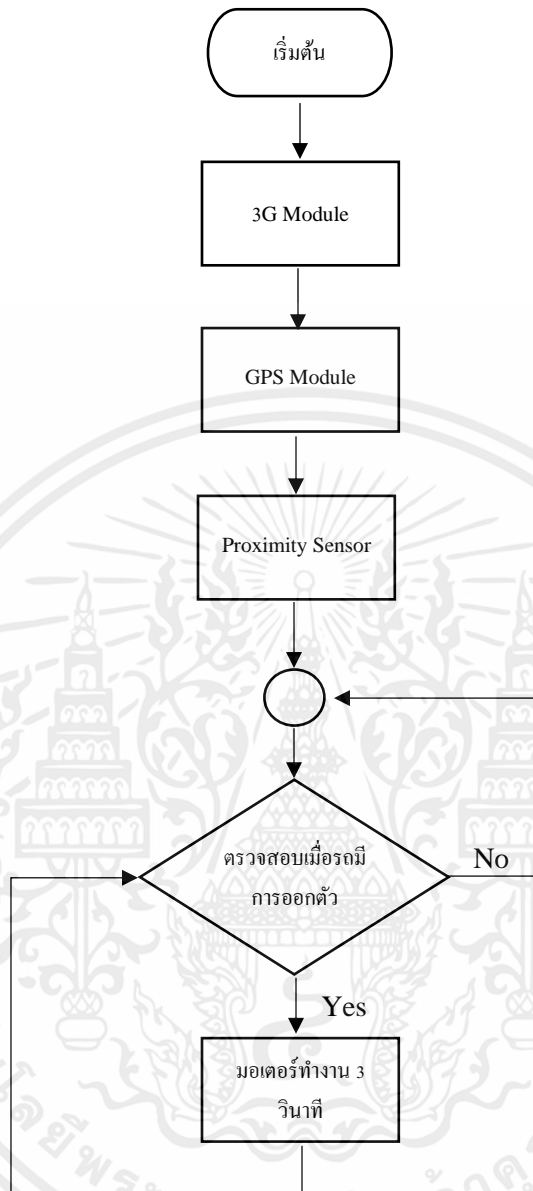 เริ่มต้น
3G Module
GPS Module
Proximity Sensor
ตรวจสอบเมื่อรถมี
การออกตัว
No
Yes
มอเตอร์ทำงาน 3
วินาที